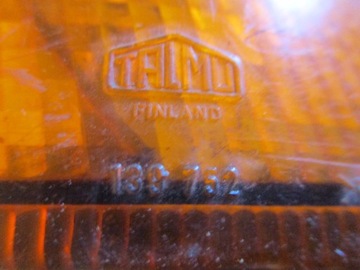 TALMU
FINLAND
130 752